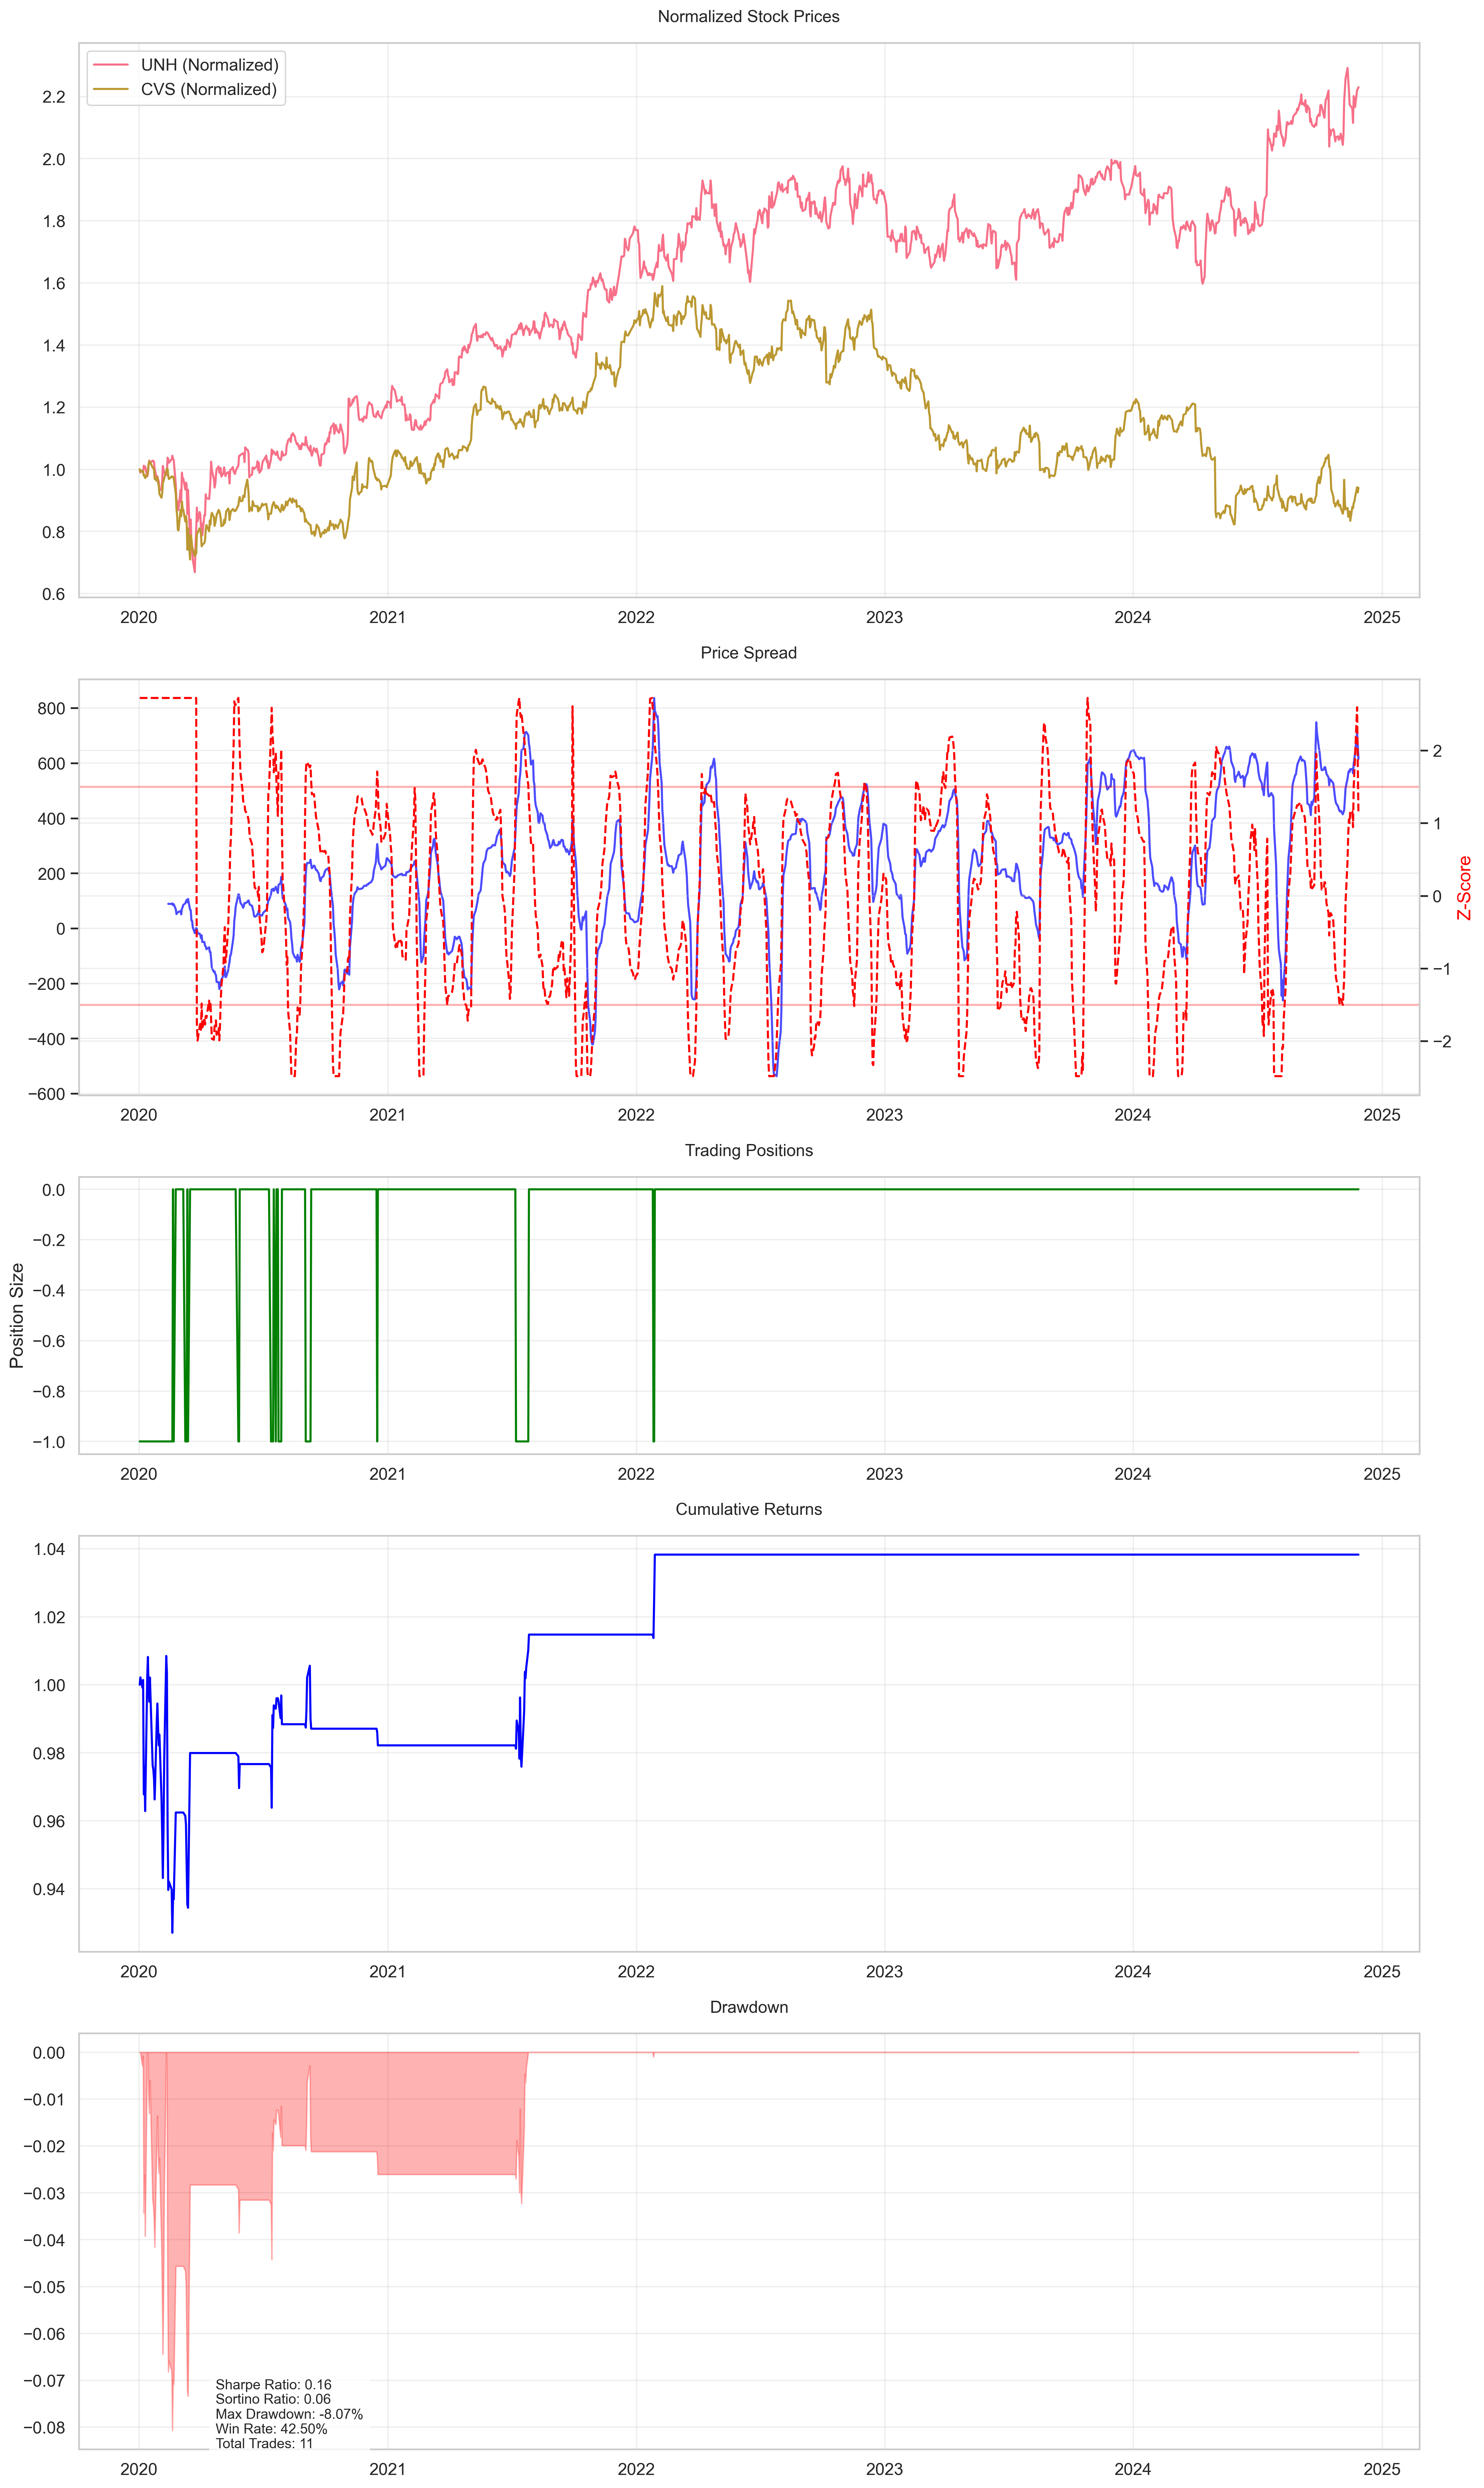 Normalized Stock Prices
UNH (Normalized)
CVS (Normalized)
2.2
2.0
1.8
1.6
1.4
1.2
1.0
0.8
0.6
2020 2021 2022 2023 2024 2025
Price Spread
800
600
400
200
0
−200
−400
−600
2
1
0
−1
−2
Z-Score
2020 2021 2022 2023 2024 2025
Trading Positions
Position Size
0.0
−0.2
−0.4
−0.6
−0.8
−1.0
2020 2021 2022 2023 2024 2025
Cumulative Returns
1.04
1.02
1.00
0.98
0.96
0.94
2020 2021 2022 2023 2024 2025
Drawdown
0.00
−0.01
−0.02
−0.03
−0.04
−0.05
−0.06
−0.07
−0.08
Sharpe Ratio: 0.16
Sortino Ratio: 0.06
Max Drawdown: -8.07%
Win Rate: 42.50%
Total Trades: 11
2020 2021 2022 2023 2024 2025